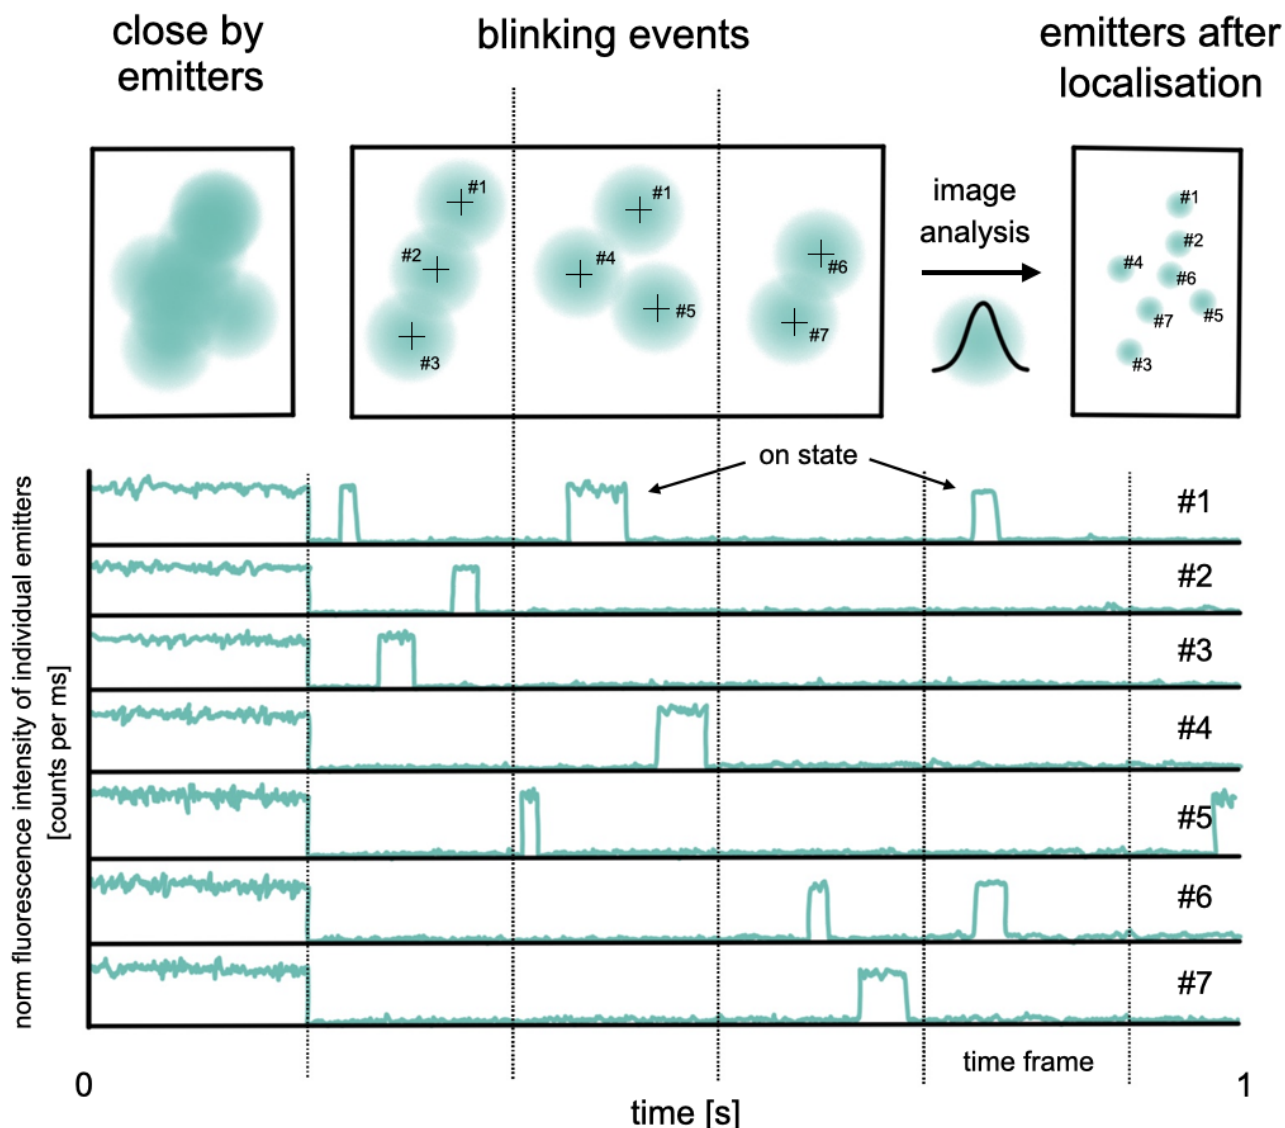 close by
emitters
blinking events
emitters after
localisation
#1
#2
#3
#1
#4
#5
#6
#7
image
analysis
#1
#2
#4
#6
#5
#7
#3
norm fluorescence intensity of individual emitters
[counts per ms]
on state
#1
#2
#3
#4
#5
#6
#7
time frame
0
1
time [s]